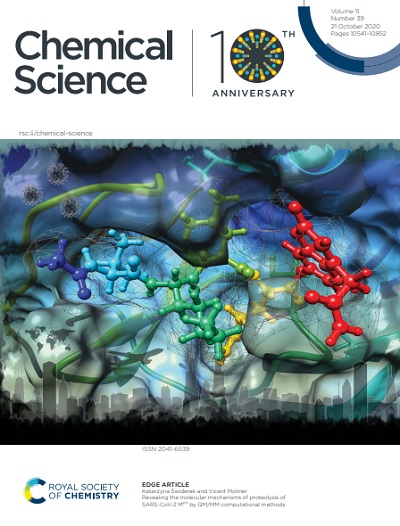 Chemical
Science
10TH
ANNIVERSARY
Volume 11
Number 39
21 October 2020
Pages 10541–10852
rsc.li/chemical-science
ISSN 2041-6539
ROYAL SOCIETY
OF CHEMISTRY
EDGE ARTICLE
Katarzyna Świderek and Vicent Moliner
Revealing the molecular mechanisms of proteolysis of
SARS-CoV-2 Mpro by QM/MM computational methods